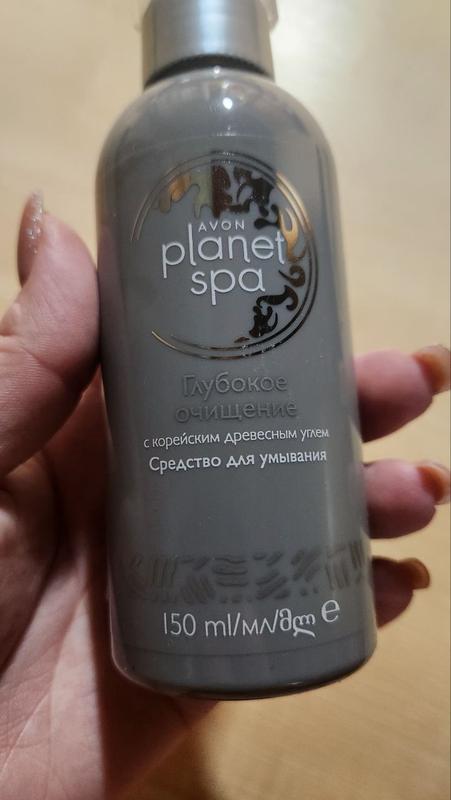 AVON
planet
spa
Глубокое
очищение
с корейским древесным углем
Средство для умывания
150 ml/мл/მლ e